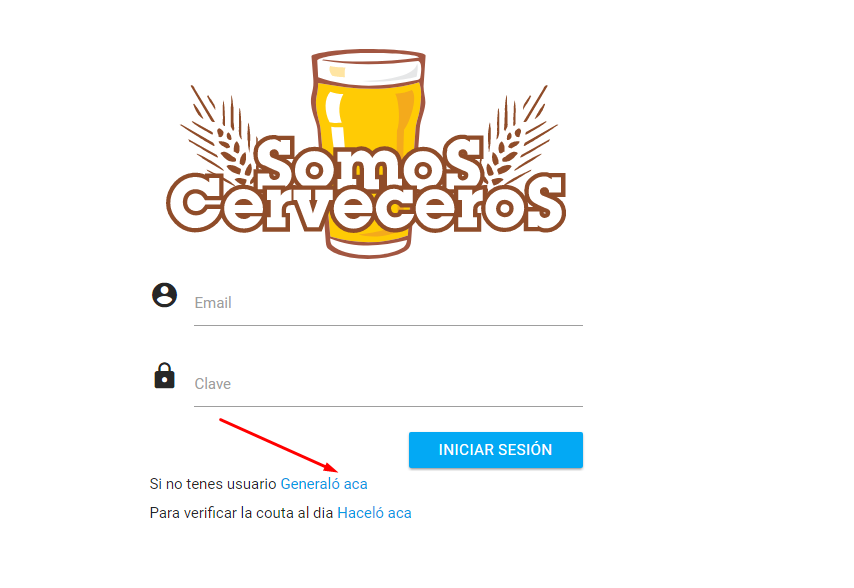 SomoS
CerveceroS
Email
Clave
INICIAR SESIÓN
Si no tenes usuario Generaló aca
Para verificar la couta al dia Haceló aca